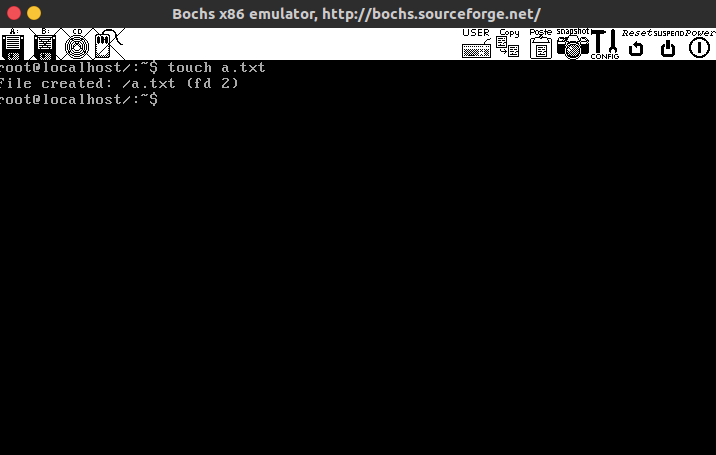 Bochs x86 emulator, http://bochs.sourceforge.net/
A: B: CD USER Copy Paste Snapshot CONFIG Reset SUSPEND Power
root@localhost/:~$ touch a.txt
File created: /a.txt (fd 2)
root@localhost/:~$